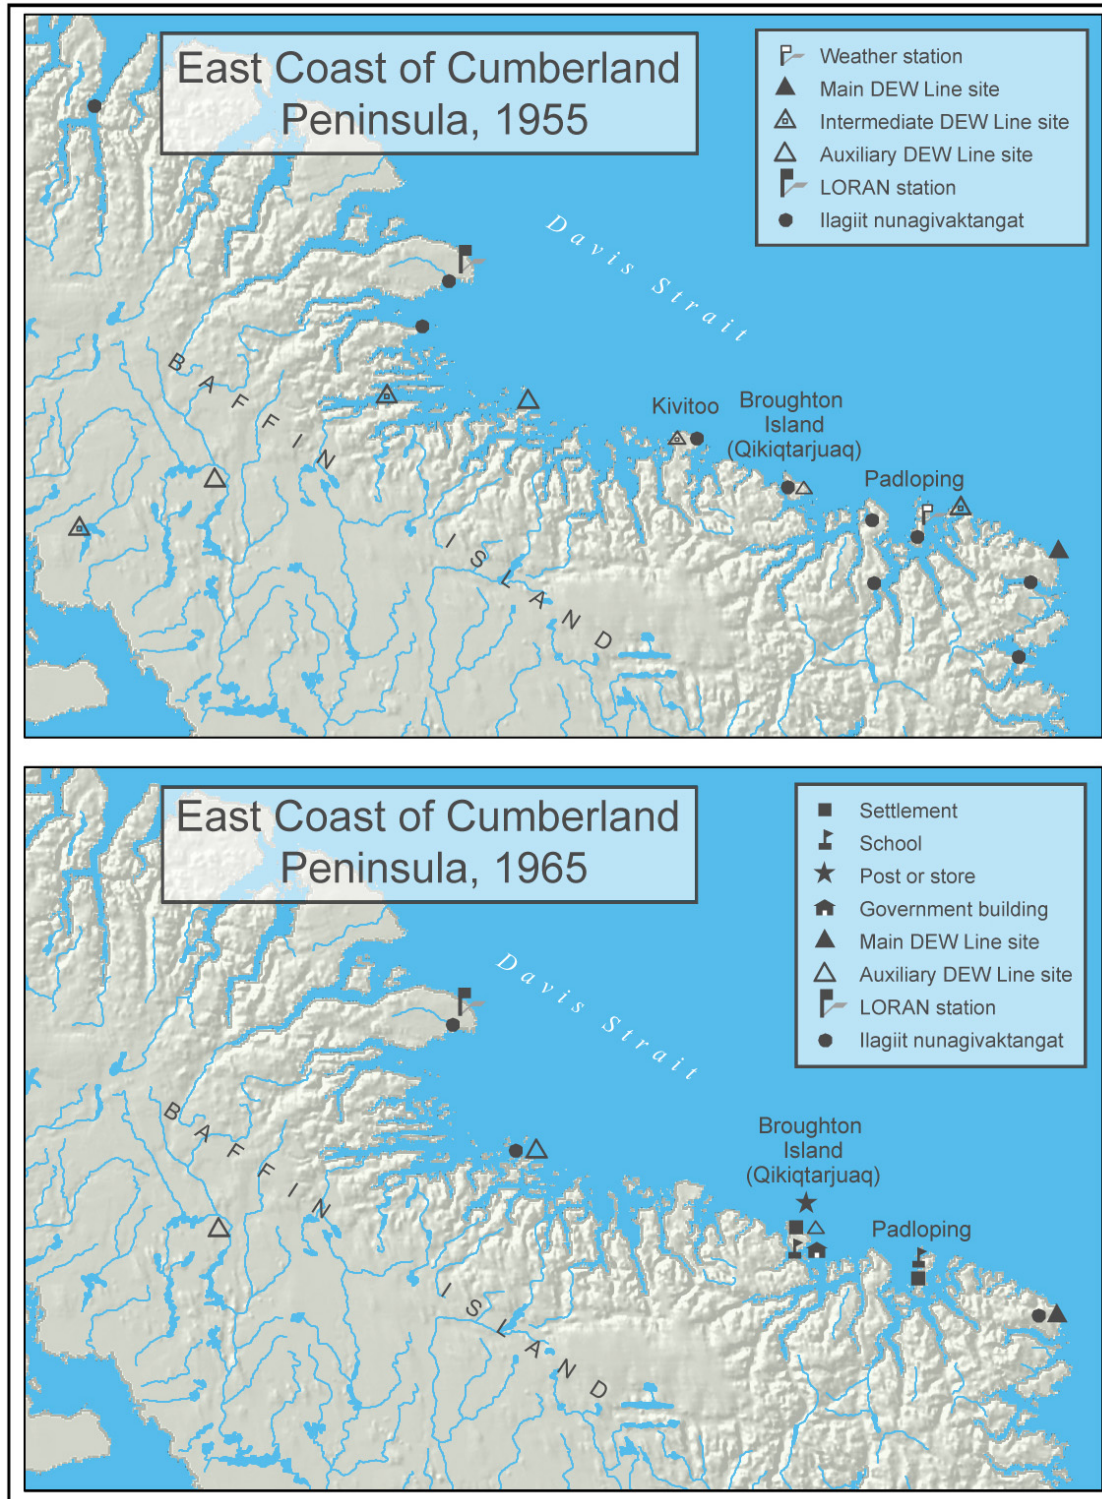 East Coast of Cumberland
Peninsula, 1955
Weather station
Main DEW Line site
Intermediate DEW Line site
Auxiliary DEW Line site
LORAN station
Ilagiit nunagivaktangat
Davis Strait
BAFFIN
ISLAND
Kivitoo
Broughton
Island
(Qikiqtarjuaq)
Padloping
East Coast of Cumberland
Peninsula, 1965
Settlement
School
Post or store
Government building
Main DEW Line site
Auxiliary DEW Line site
LORAN station
Ilagiit nunagivaktangat
Davis Strait
BAFFIN
ISLAND
Broughton
Island
(Qikiqtarjuaq)
Padloping